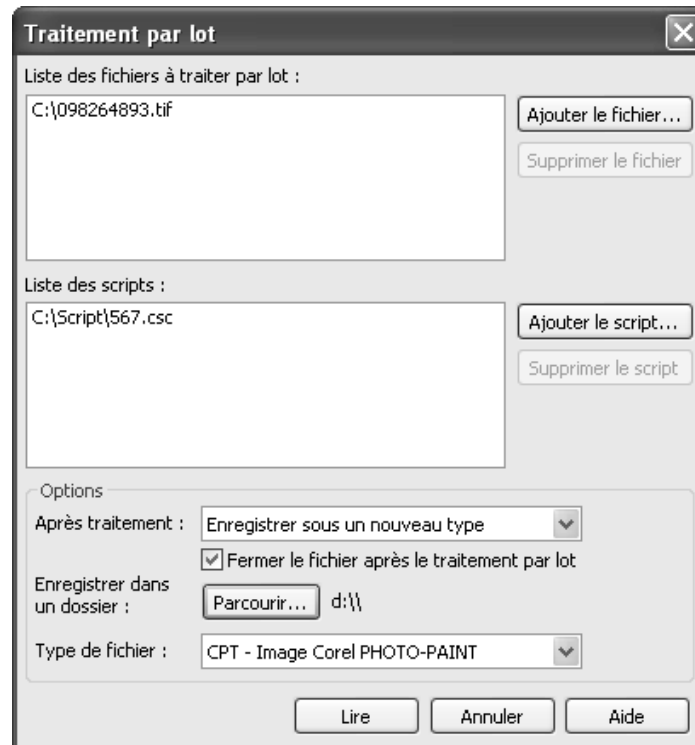 Traitement par lot
Liste des fichiers à traiter par lot :
C:\098264893.tif
Ajouter le fichier...
Supprimer le fichier
Liste des scripts :
C:\Script\567.csc
Ajouter le script...
Supprimer le script
Options
Après traitement :
Enregistrer sous un nouveau type
Fermer le fichier après le traitement par lot
Enregistrer dans
un dossier :
Parcourir...
d:\\
Type de fichier :
CPT - Image Corel PHOTO-PAINT
Lire
Annuler
Aide